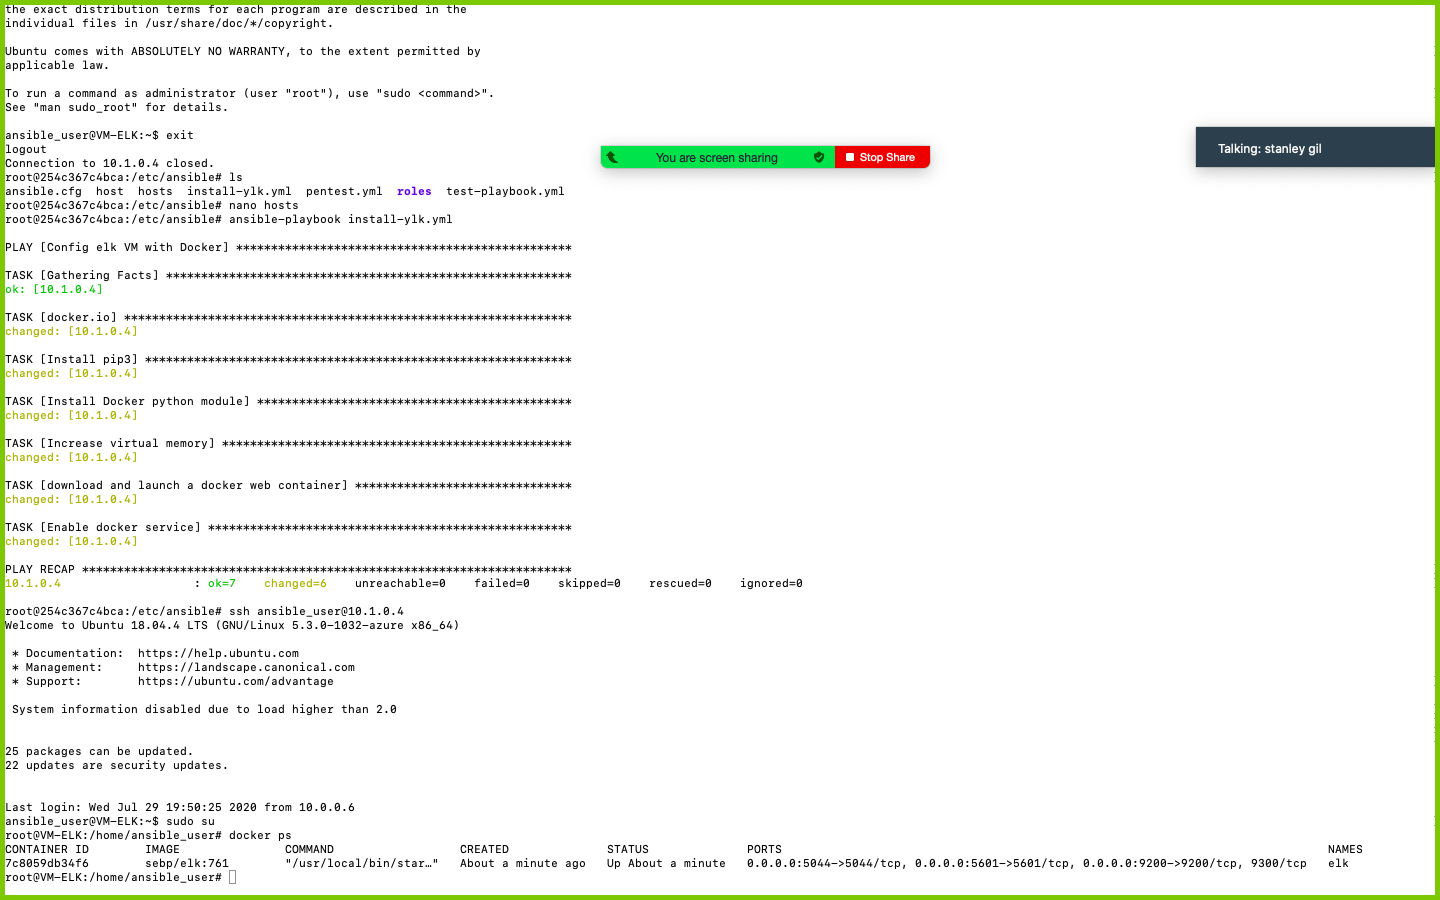 the exact distribution terms for each program are described in the
individual files in /usr/share/doc/*/copyright.
Ubuntu comes with ABSOLUTELY NO WARRANTY, to the extent permitted by
applicable law.
To run a command as administrator (user "root"), use "sudo <command>".
See "man sudo_root" for details.
ansible_user@VM-ELK:~$ exit
logout
Connection to 10.1.0.4 closed.
root@254c367c4bca:/etc/ansible# ls
ansible.cfg  host  hosts  install-ylk.yml  pentest.yml  roles  test-playbook.yml
root@254c367c4bca:/etc/ansible# nano hosts
root@254c367c4bca:/etc/ansible# ansible-playbook install-ylk.yml
You are screen sharing
Stop Share
Talking: stanley gil
PLAY [Config elk VM with Docker] ************************************************
TASK [Gathering Facts] **********************************************************
ok: [10.1.0.4]
TASK [docker.io] ****************************************************************
changed: [10.1.0.4]
TASK [Install pip3] *************************************************************
changed: [10.1.0.4]
TASK [Install Docker python module] *********************************************
changed: [10.1.0.4]
TASK [Increase virtual memory] **************************************************
changed: [10.1.0.4]
TASK [download and launch a docker web container] *******************************
changed: [10.1.0.4]
TASK [Enable docker service] ****************************************************
changed: [10.1.0.4]
PLAY RECAP **********************************************************************
10.1.0.4                   : ok=7    changed=6    unreachable=0    failed=0    skipped=0    rescued=0    ignored=0
root@254c367c4bca:/etc/ansible# ssh ansible_user@10.1.0.4
Welcome to Ubuntu 18.04.4 LTS (GNU/Linux 5.3.0-1032-azure x86_64)
* Documentation:  https://help.ubuntu.com
* Management:     https://landscape.canonical.com
* Support:        https://ubuntu.com/advantage
System information disabled due to load higher than 2.0
25 packages can be updated.
22 updates are security updates.
Last login: Wed Jul 29 19:50:25 2020 from 10.0.0.6
ansible_user@VM-ELK:~$ sudo su
root@VM-ELK:/home/ansible_user# docker ps
CONTAINER ID        IMAGE               COMMAND                  CREATED              STATUS              PORTS                                                                              NAMES
7c8059db34f6        sebp/elk:761        "/usr/local/bin/star…"   About a minute ago   Up About a minute   0.0.0.0:5044->5044/tcp, 0.0.0.0:5601->5601/tcp, 0.0.0.0:9200->9200/tcp, 9300/tcp   elk
root@VM-ELK:/home/ansible_user#